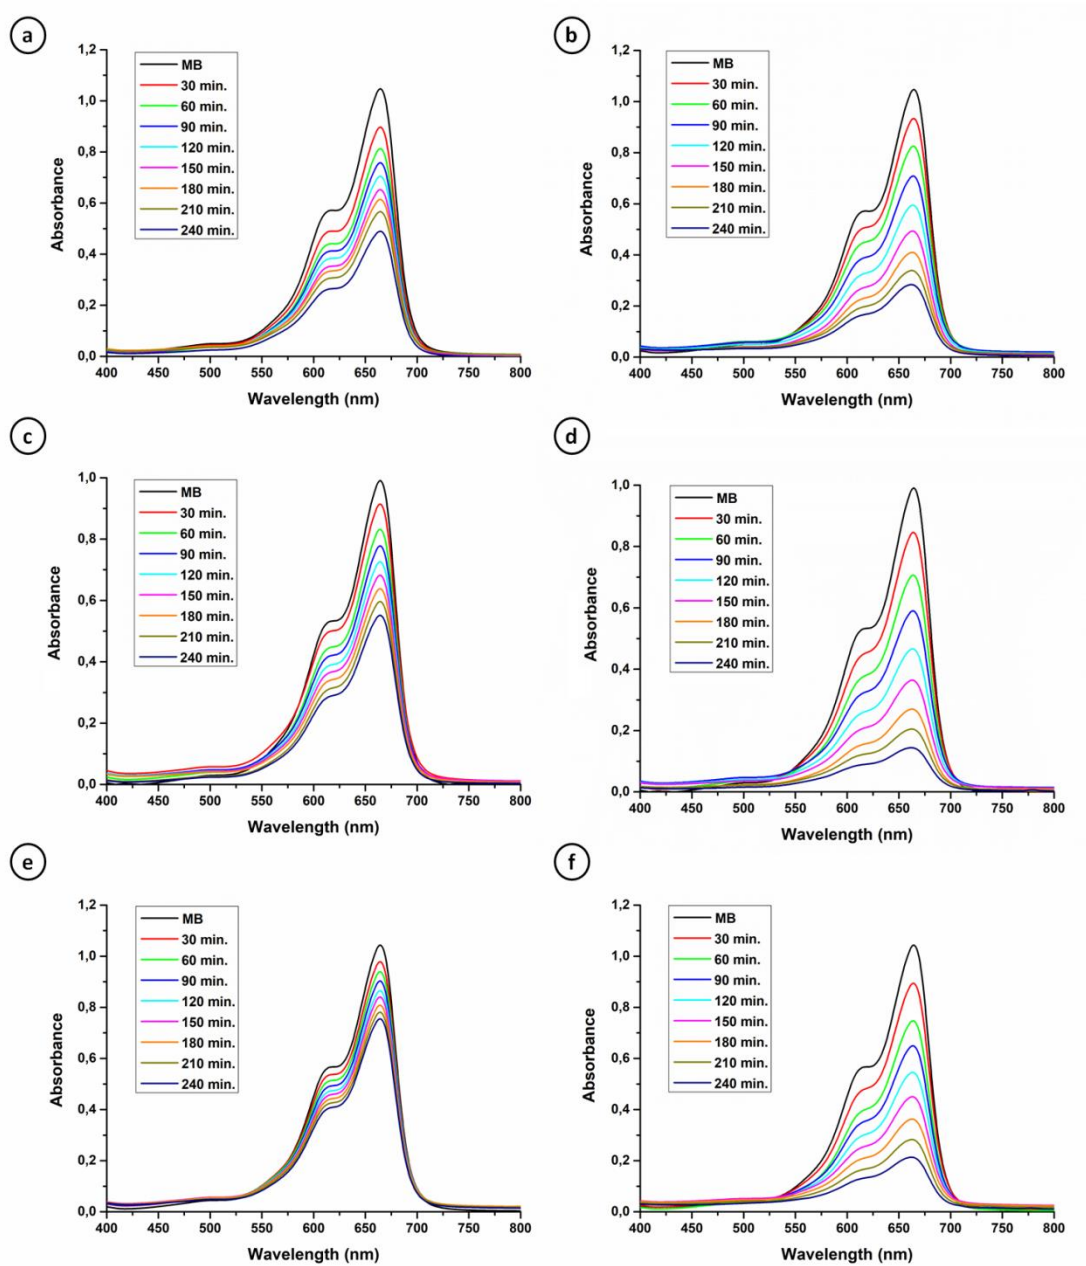 a
Absorbance
1,2
1,0
0,8
0,6
0,4
0,2
0,0
MB
30 min.
60 min.
90 min.
120 min.
150 min.
180 min.
210 min.
240 min.
400 450 500 550 600 650 700 750 800
Wavelength (nm)
b
Absorbance
1,2
1,0
0,8
0,6
0,4
0,2
0,0
MB
30 min.
60 min.
90 min.
120 min.
150 min.
180 min.
210 min.
240 min.
400 450 500 550 600 650 700 750 800
Wavelength (nm)
c
Absorbance
1,0
0,8
0,6
0,4
0,2
0,0
MB
30 min.
60 min.
90 min.
120 min.
150 min.
180 min.
210 min.
240 min.
400 450 500 550 600 650 700 750 800
Wavelength (nm)
d
Absorbance
1,0
0,8
0,6
0,4
0,2
0,0
MB
30 min.
60 min.
90 min.
120 min.
150 min.
180 min.
210 min.
240 min.
400 450 500 550 600 650 700 750 800
Wavelength (nm)
e
Absorbance
1,2
1,0
0,8
0,6
0,4
0,2
0,0
MB
30 min.
60 min.
90 min.
120 min.
150 min.
180 min.
210 min.
240 min.
400 450 500 550 600 650 700 750 800
Wavelength (nm)
f
Absorbance
1,2
1,0
0,8
0,6
0,4
0,2
0,0
MB
30 min.
60 min.
90 min.
120 min.
150 min.
180 min.
210 min.
240 min.
400 450 500 550 600 650 700 750 800
Wavelength (nm)